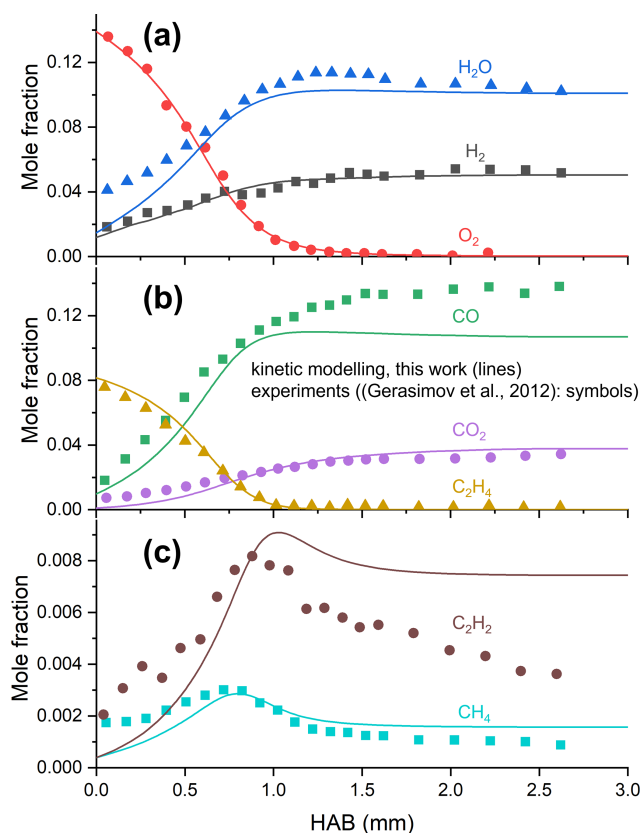 (a)
0.12
0.08
0.04
0.00
Mole fraction
H₂O
H₂
O₂
(b)
0.12
0.08
0.04
0.00
Mole fraction
CO
kinetic modelling, this work (lines)
experiments ((Gerasimov et al., 2012): symbols)
CO₂
C₂H₄
(c)
0.008
0.006
0.004
0.002
0.000
Mole fraction
C₂H₂
CH₄
0.0 0.5 1.0 1.5 2.0 2.5 3.0
HAB (mm)